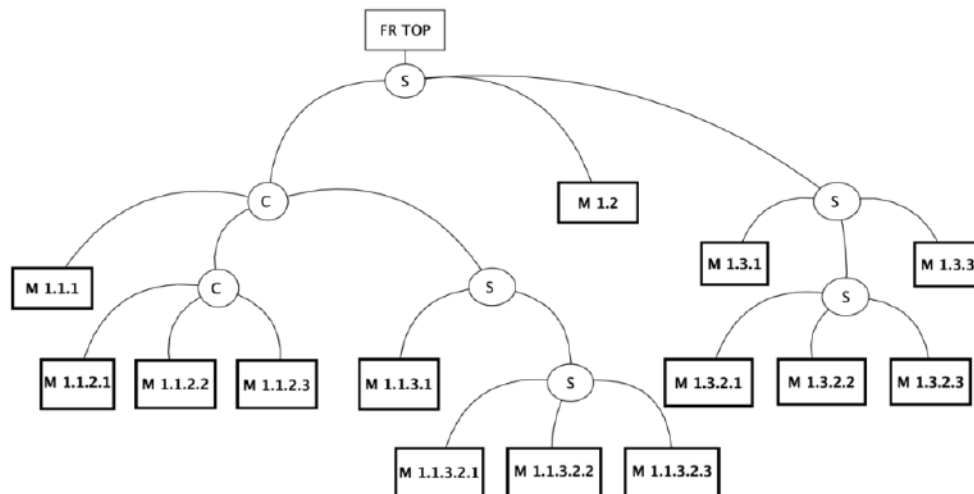 FR TOP
S
C
M 1.2
S
M 1.1.1
C
S
M 1.3.1
M 1.3.3
S
M 1.1.2.1
M 1.1.2.2
M 1.1.2.3
M 1.1.3.1
S
M 1.3.2.1
M 1.3.2.2
M 1.3.2.3
M 1.1.3.2.1
M 1.1.3.2.2
M 1.1.3.2.3